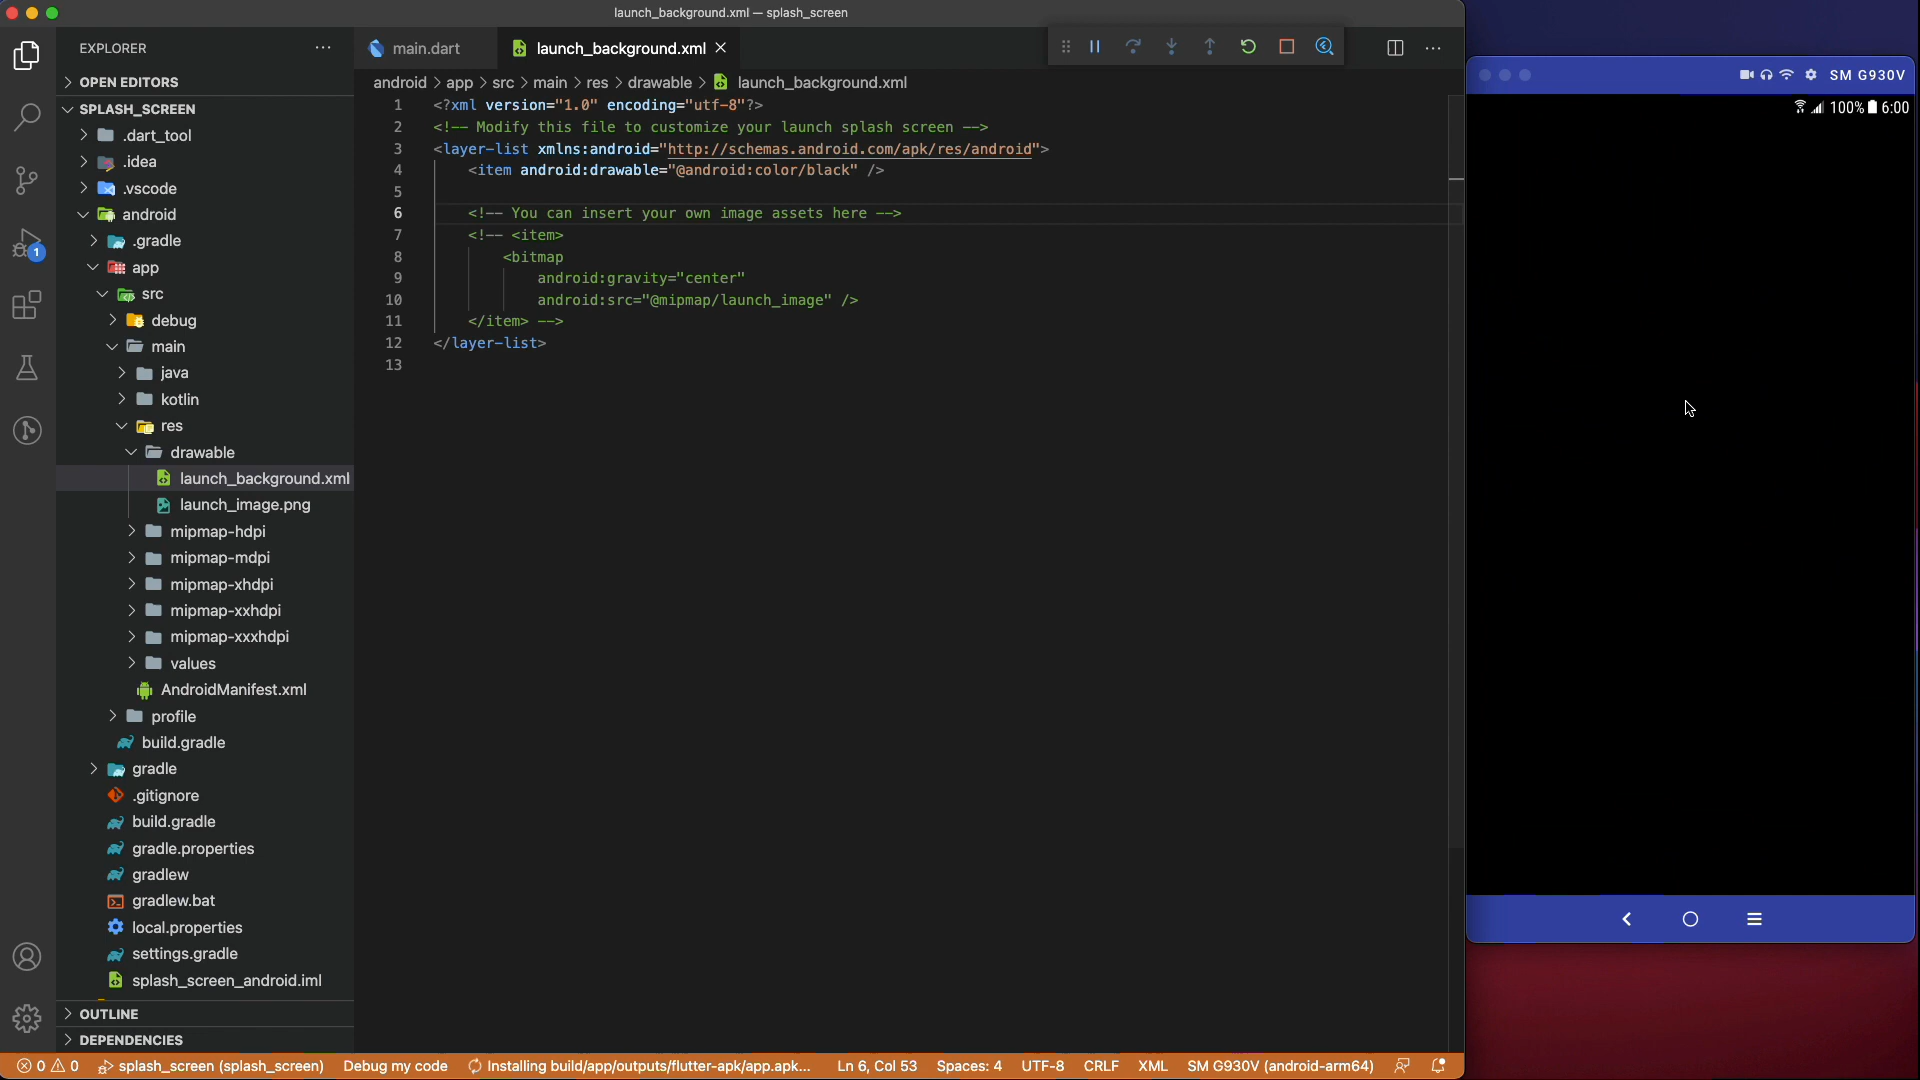 launch_background.xml — splash_screen
EXPLORER
main.dart
launch_background.xml
OPEN EDITORS
SPLASH_SCREEN
.dart_tool
.idea
.vscode
android
.gradle
app
src
debug
main
java
kotlin
res
drawable
launch_background.xml
launch_image.png
mipmap-hdpi
mipmap-mdpi
mipmap-xhdpi
mipmap-xxhdpi
mipmap-xxxhdpi
values
AndroidManifest.xml
profile
build.gradle
gradle
.gitignore
build.gradle
gradle.properties
gradlew
gradlew.bat
local.properties
settings.gradle
splash_screen_android.iml
OUTLINE
DEPENDENCIES
1
android > app > src > main > res > drawable > launch_background.xml
1 <?xml version="1.0" encoding="utf-8"?>
2 <!-- Modify this file to customize your launch splash screen -->
3 <layer-list xmlns:android="http://schemas.android.com/apk/res/android">
4 <item android:drawable="@android:color/black" />
5
6 <!-- You can insert your own image assets here -->
7 <!-- <item>
8 <bitmap
9 android:gravity="center"
10 android:src="@mipmap/launch_image" />
11 </item> -->
12 </layer-list>
13
SM G930V
100% 6:00
0 0 splash_screen (splash_screen) Debug my code Installing build/app/outputs/flutter-apk/app.apk... Ln 6, Col 53 Spaces: 4 UTF-8 CRLF XML SM G930V (android-arm64)